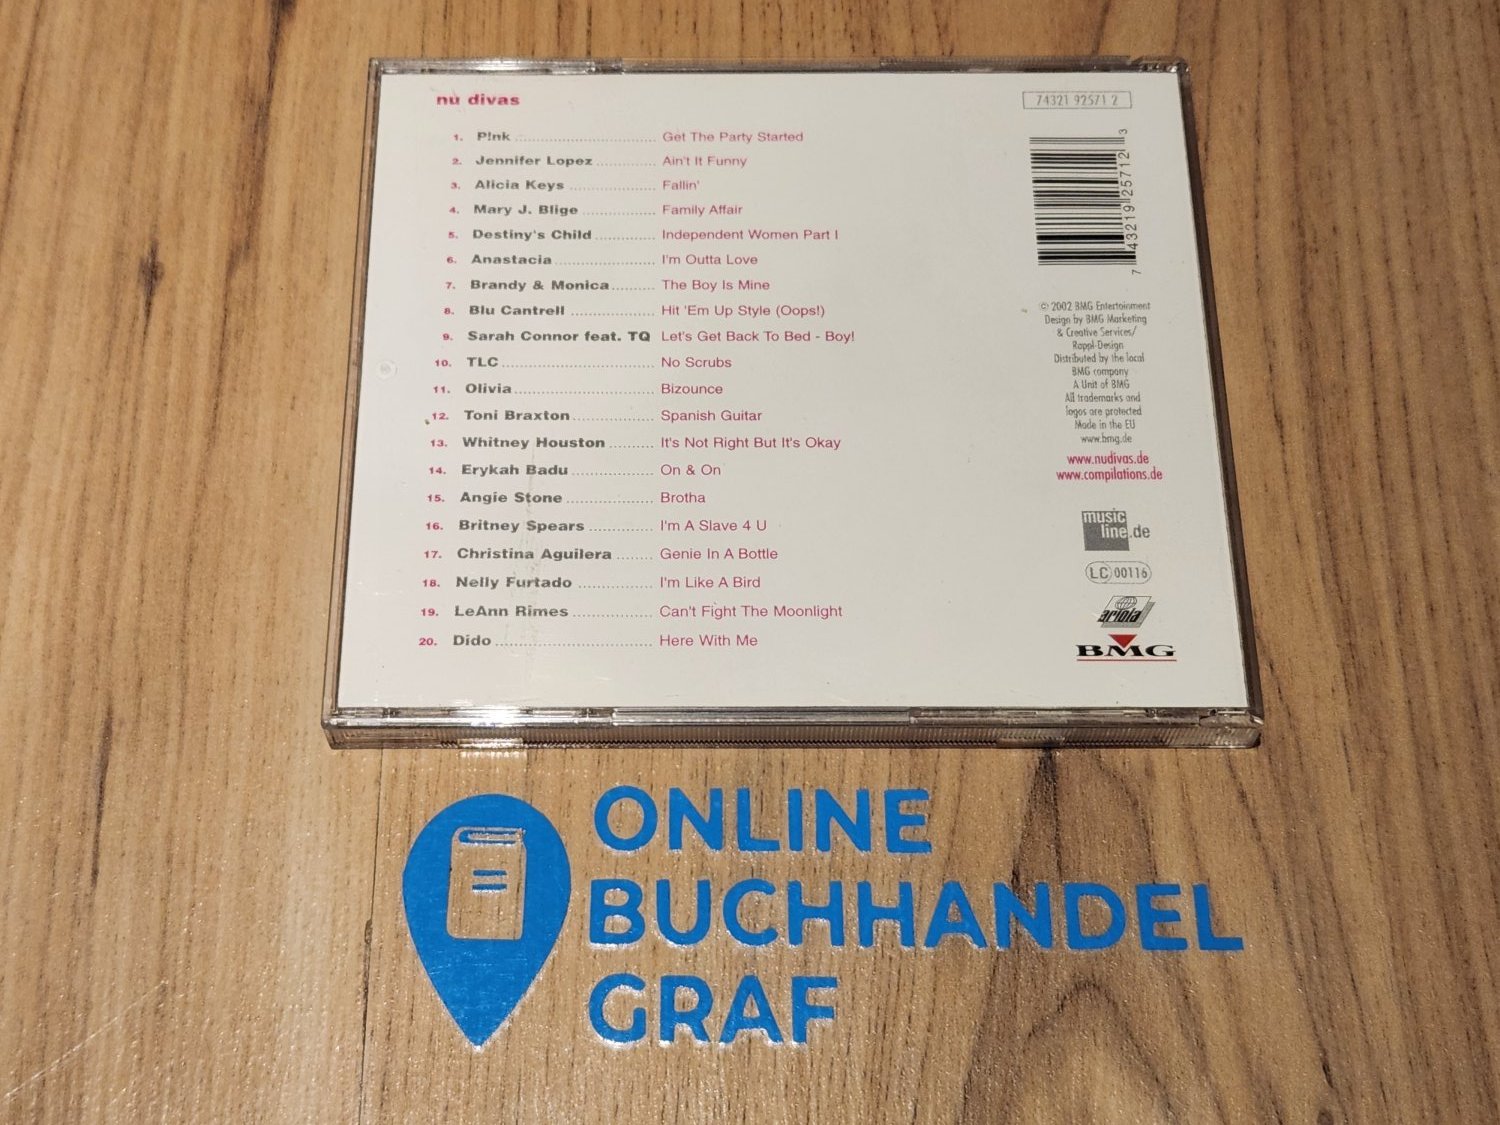 nu divas
74321 92571 2
1. P!nk ........................ Get The Party Started
2. Jennifer Lopez ............ Ain't It Funny
3. Alicia Keys ................. Fallin'
4. Mary J. Blige .............. Family Affair
5. Destiny's Child ............ Independent Women Part I
6. Anastacia ................... I'm Outta Love
7. Brandy & Monica ......... The Boy Is Mine
8. Blu Cantrell ................ Hit 'Em Up Style (Oops!)
9. Sarah Connor feat. TQ Let's Get Back To Bed - Boy!
10. TLC ........................... No Scrubs
11. Olivia ........................ Bizounce
12. Toni Braxton .............. Spanish Guitar
13. Whitney Houston ......... It's Not Right But It's Okay
14. Erykah Badu .............. On & On
15. Angie Stone ............... Brotha
16. Britney Spears ............ I'm A Slave 4 U
17. Christina Aguilera ........ Genie In A Bottle
18. Nelly Furtado ............. I'm Like A Bird
19. LeAnn Rimes .............. Can't Fight The Moonlight
20. Dido .......................... Here With Me
7 43219 25712 3
© 2002 BMG Entertainment
Design by BMG Marketing
& Creative Services/
Rappl-Design
Distributed by the local
BMG company
A Unit of BMG
All trademarks and
logos are protected
Made in the EU
www.bmg.de
www.nudivas.de
www.compilations.de
music
line.de
LC 00116
ariola
BMG
ONLINE
BUCHHANDEL
GRAF